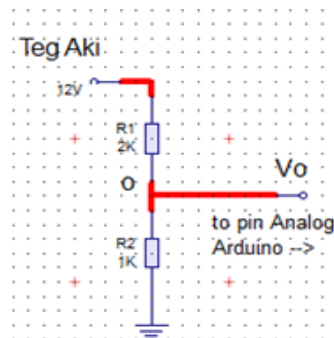 Teg Aki
12V
R1
2K
O
Vo
to pin Analog
Arduino -->
R2
1K